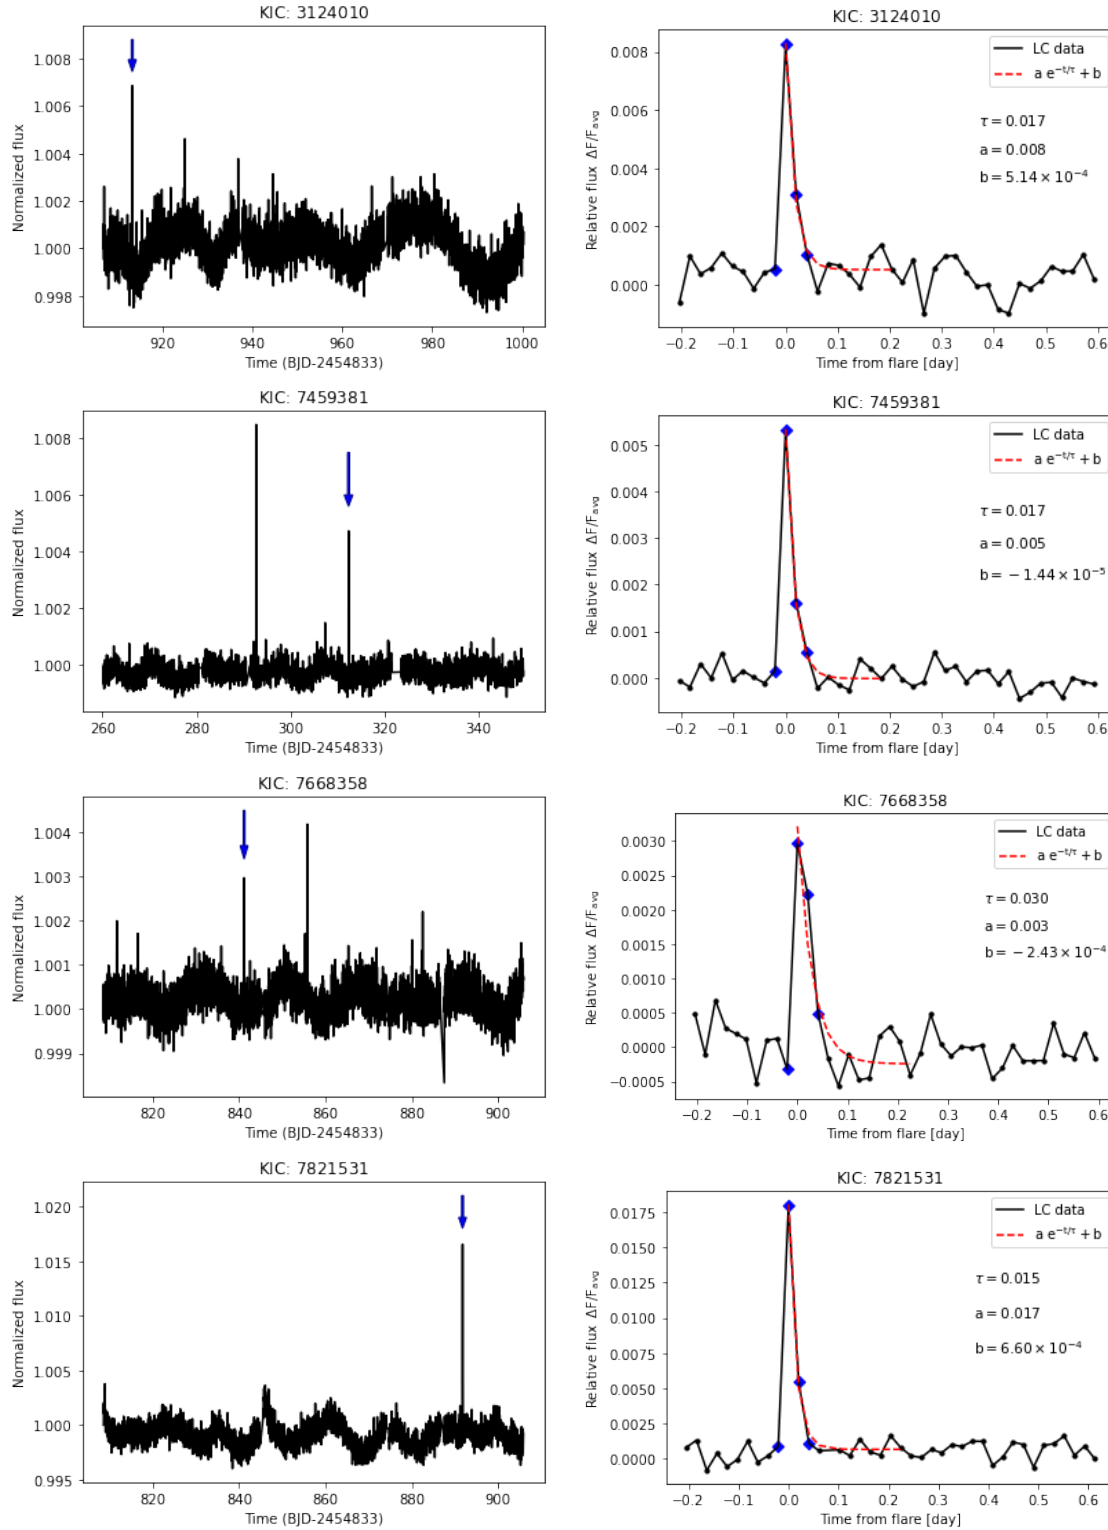 KIC: 3124010
1.008
1.006
1.004
1.002
1.000
0.998
Normalized flux
920 940 960 980 1000
Time (BJD-2454833)
KIC: 3124010
0.008
0.006
0.004
0.002
0.000
Relative flux ΔF/F_avg
LC data
a e^{-t/τ} + b
τ = 0.017
a = 0.008
b = 5.14 × 10^{-4}
−0.2 −0.1 0.0 0.1 0.2 0.3 0.4 0.5 0.6
Time from flare [day]
KIC: 7459381
1.008
1.006
1.004
1.002
1.000
Normalized flux
260 280 300 320 340
Time (BJD-2454833)
KIC: 7459381
0.005
0.004
0.003
0.002
0.001
0.000
Relative flux ΔF/F_avg
LC data
a e^{-t/τ} + b
τ = 0.017
a = 0.005
b = −1.44 × 10^{-5}
−0.2 −0.1 0.0 0.1 0.2 0.3 0.4 0.5 0.6
Time from flare [day]
KIC: 7668358
1.004
1.003
1.002
1.001
1.000
0.999
Normalized flux
820 840 860 880 900
Time (BJD-2454833)
KIC: 7668358
0.0030
0.0025
0.0020
0.0015
0.0010
0.0005
0.0000
−0.0005
Relative flux ΔF/F_avg
LC data
a e^{-t/τ} + b
τ = 0.030
a = 0.003
b = −2.43 × 10^{-4}
−0.2 −0.1 0.0 0.1 0.2 0.3 0.4 0.5 0.6
Time from flare [day]
KIC: 7821531
1.020
1.015
1.010
1.005
1.000
0.995
Normalized flux
820 840 860 880 900
Time (BJD-2454833)
KIC: 7821531
0.0175
0.0150
0.0125
0.0100
0.0075
0.0050
0.0025
0.0000
Relative flux ΔF/F_avg
LC data
a e^{-t/τ} + b
τ = 0.015
a = 0.017
b = 6.60 × 10^{-4}
−0.2 −0.1 0.0 0.1 0.2 0.3 0.4 0.5 0.6
Time from flare [day]